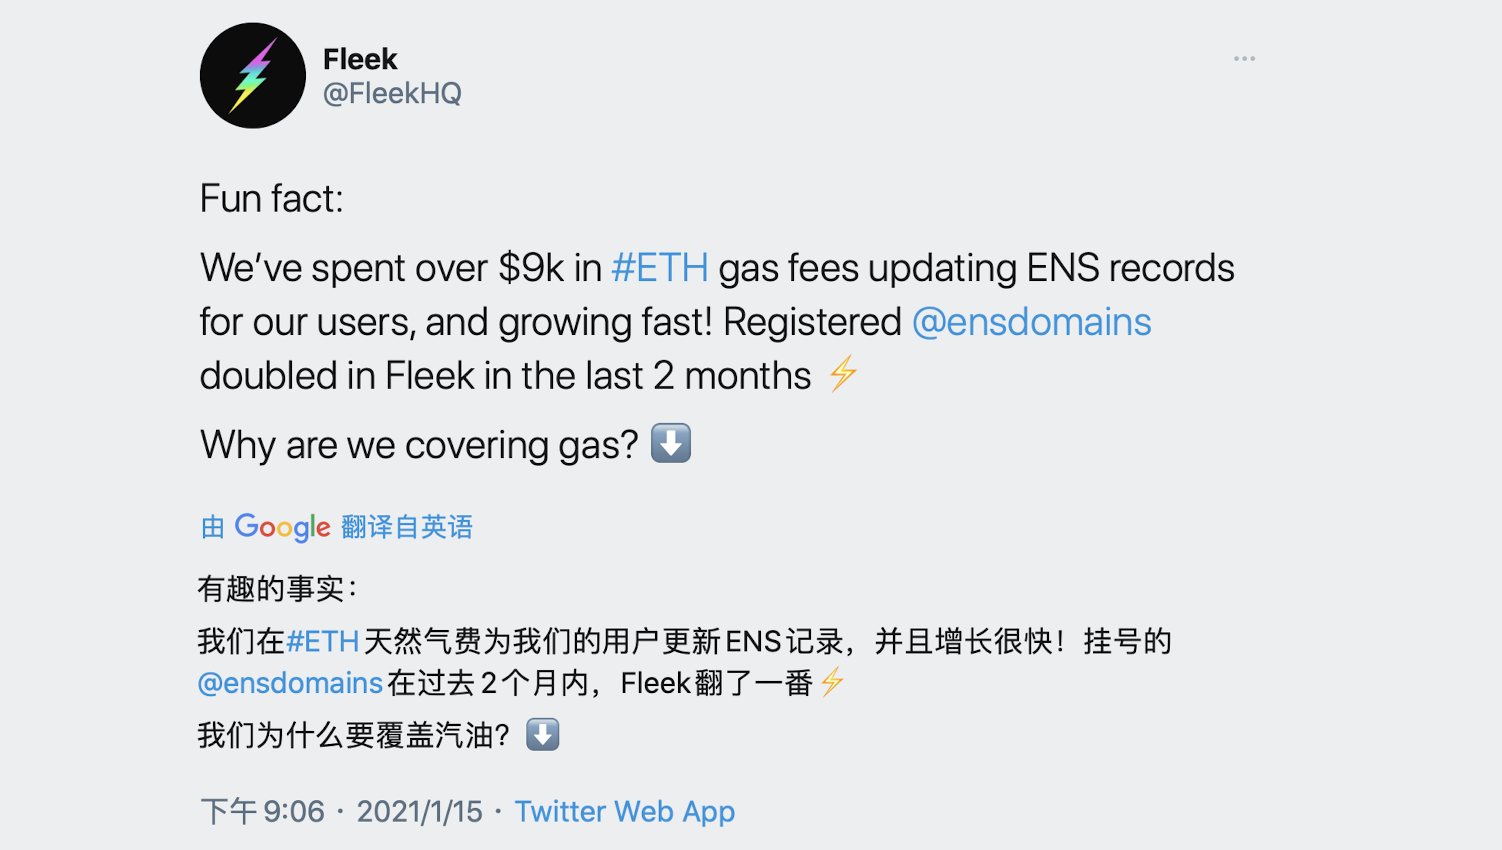 Fleek
@FleekHQ
Fun fact:
We’ve spent over $9k in #ETH gas fees updating ENS records
for our users, and growing fast! Registered @ensdomains
doubled in Fleek in the last 2 months ⚡
Why are we covering gas? ⬇️
由 Google 翻译自英语
有趣的事实：
我们在#ETH天然气费为我们的用户更新ENS记录，并且增长很快！挂号的
@ensdomains在过去2个月内，Fleek翻了一番⚡
我们为什么要覆盖汽油？ ⬇️
下午9:06 · 2021/1/15 · Twitter Web App